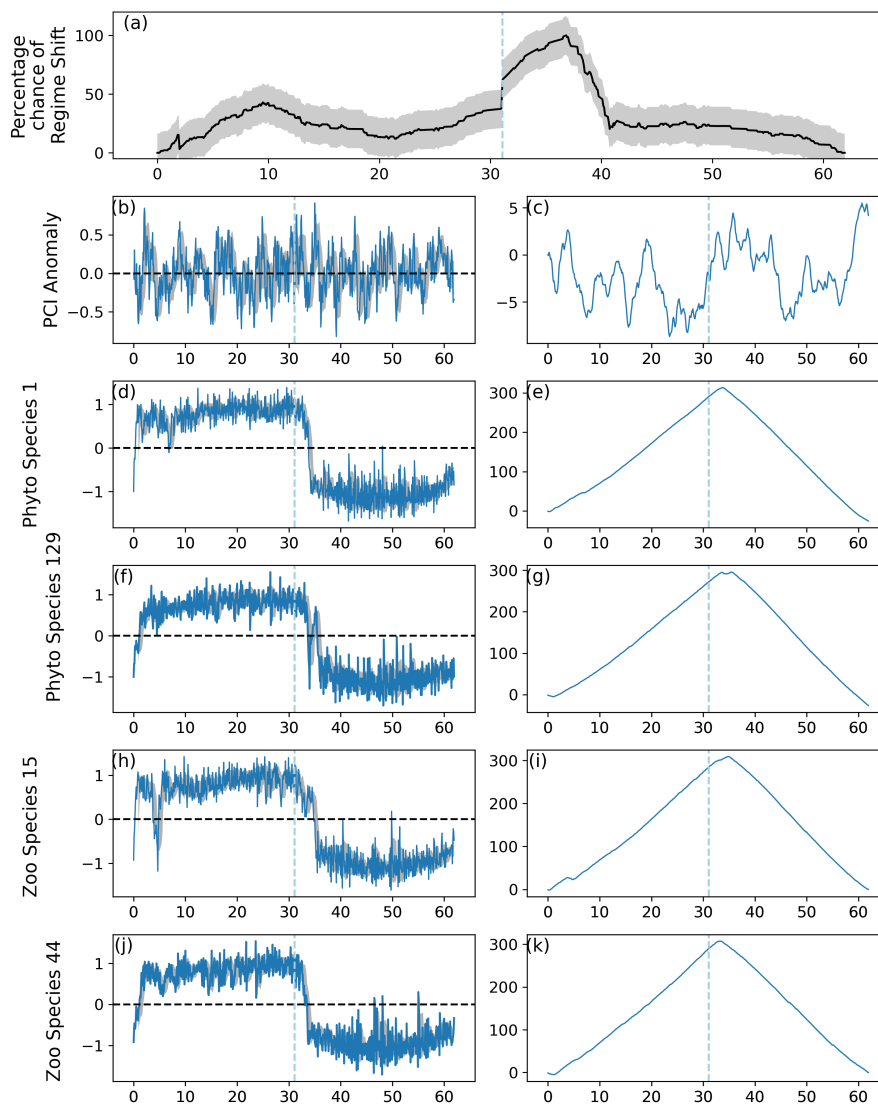 (a)
Percentage
chance of
Regime Shift
100
50
0
0 10 20 30 40 50 60
(b)
PCI Anomaly
0.5
0.0
−0.5
0 10 20 30 40 50 60
(c)
5
0
−5
0 10 20 30 40 50 60
(d)
Phyto Species 1
1
0
−1
0 10 20 30 40 50 60
(e)
300
200
100
0
0 10 20 30 40 50 60
(f)
Phyto Species 129
1
0
−1
0 10 20 30 40 50 60
(g)
300
200
100
0
0 10 20 30 40 50 60
(h)
Zoo Species 15
1
0
−1
0 10 20 30 40 50 60
(i)
300
200
100
0
0 10 20 30 40 50 60
(j)
Zoo Species 44
1
0
−1
0 10 20 30 40 50 60
(k)
300
200
100
0
0 10 20 30 40 50 60